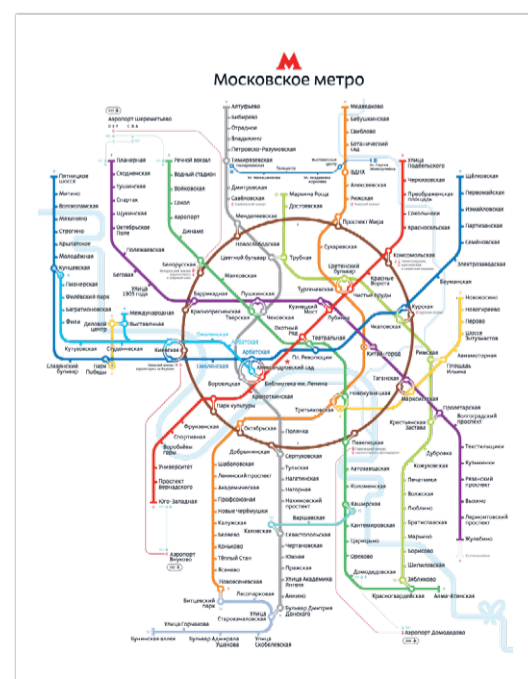 Московское метро
Аэропорт Шереметьево
Алтуфьево
Бибирево
Отрадное
Владыкино
Петровско-Разумовская
Тимирязевская
Дмитровская
Савёловская
Менделеевская
Медведково
Бабушкинская
Свиблово
Ботанический
сад
ВДНХ
Алексеевская
Рижская
Проспект Мира
Улица
Подбельского
Черкизовская
Преображенская
площадь
Сокольники
Красносельская
Комсомольская
Щёлковская
Первомайская
Измайловская
Партизанская
Семёновская
Электрозаводская
Бауманская
Пятницкое
шоссе
Митино
Волоколамская
Мякинино
Строгино
Крылатское
Молодёжная
Кунцевская
Пионерская
Филёвский парк
Багратионовская
Фили
Кутузовская
Славянский
бульвар
Парк
Победы
Деловой
центр
Международная
Выставочная
Студенческая
Киевская
Смоленская
Смоленская
Арбатская
Арбатская
Планерная
Сходненская
Тушинская
Спартак
Щукинская
Октябрьское
Поле
Полежаевская
Беговая
Улица
1905 года
Баррикадная
Краснопресненская
Речной вокзал
Водный стадион
Войковская
Сокол
Аэропорт
Динамо
Белорусская
Маяковская
Новослободская
Цветной бульвар
Пушкинская
Тверская
Чеховская
Марьина Роща
Достоевская
Трубная
Сухаревская
Сретенский
бульвар
Тургеневская
Красные
Ворота
Чистые пруды
Кузнецкий
Мост
Лубянка
Охотный
Ряд
Театральная
Пл. Революции
Александровский сад
Библиотека им. Ленина
Боровицкая
Кропоткинская
Китай-город
Курская
Чкаловская
Новокосино
Новогиреево
Перово
Шоссе
Энтузиастов
Авиамоторная
Площадь
Ильича
Римская
Таганская
Марксистская
Крестьянская
застава
Пролетарская
Волгоградский
проспект
Текстильщики
Кузьминки
Рязанский
проспект
Выхино
Лермонтовский
проспект
Жулебино
Дубровка
Кожуховская
Печатники
Волжская
Люблино
Братиславская
Марьино
Борисово
Шипиловская
Зябликово
Новокузнецкая
Третьяковская
Павелецкая
Автозаводская
Коломенская
Каширская
Варшавская
Каховская
Кантемировская
Царицыно
Орехово
Домодедовская
Красногвардейская
Алма-Атинская
Парк культуры
Фрунзенская
Спортивная
Воробьёвы
горы
Университет
Проспект
Вернадского
Юго-Западная
Аэропорт
Внуково
Октябрьская
Добрынинская
Полянка
Серпуховская
Тульская
Нагатинская
Нагорная
Нахимовский
проспект
Севастопольская
Чертановская
Южная
Пражская
Улица Академика
Янгеля
Аннино
Бульвар Дмитрия
Донского
Шаболовская
Ленинский проспект
Академическая
Профсоюзная
Новые Черёмушки
Калужская
Беляево
Коньково
Тёплый Стан
Ясенево
Новоясеневская
Битцевский
парк
Лесопарковая
Улица
Старокачаловская
Улица Горчакова
Бунинская аллея
Бульвар Адмирала
Ушакова
Улица
Скобелевская
Аэропорт Домодедово